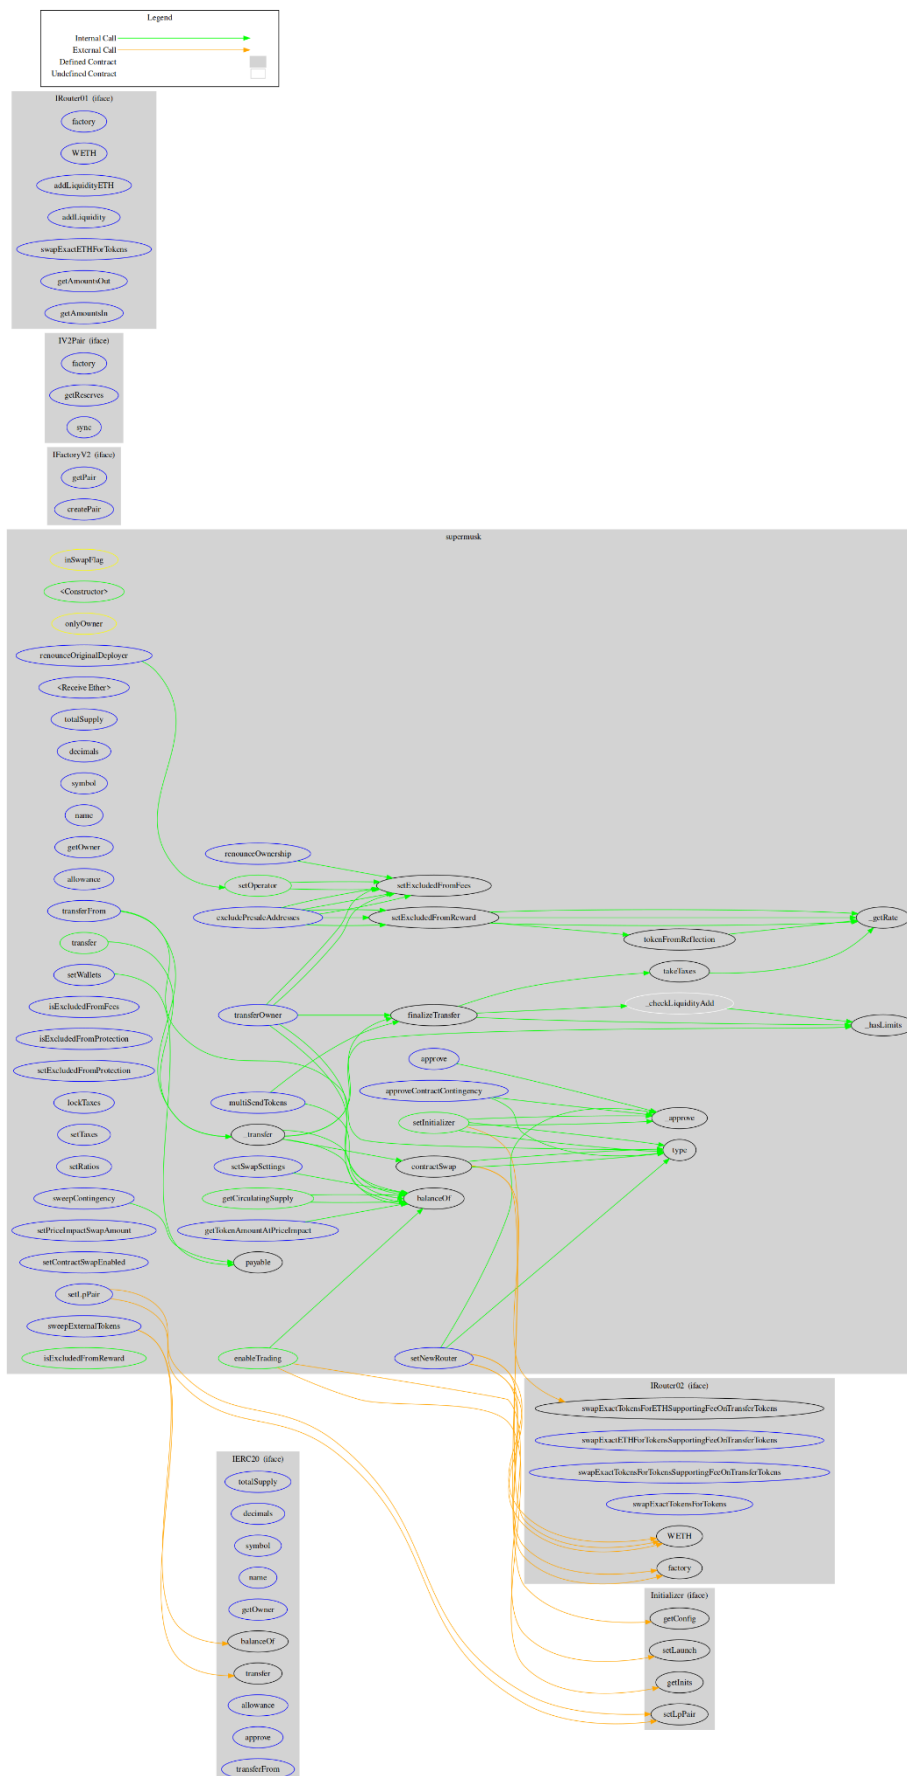 Legend
Internal Call
External Call
Defined Contract
Undefined Contract
IRouter01 (iface)
factory
WETH
addLiquidityETH
addLiquidity
swapExactETHForTokens
getAmountsOut
getAmountsIn
IV2Pair (iface)
factory
getReserves
sync
IFactoryV2 (iface)
getPair
createPair
supermusk
inSwapFlag
<Constructor>
onlyOwner
renounceOriginalDeployer
<Receive Ether>
totalSupply
decimals
symbol
name
getOwner
allowance
transferFrom
transfer
setWallets
isExcludedFromFees
isExcludedFromProtection
setExcludedFromProtection
lockTaxes
setTaxes
setRatios
sweepContingency
setPriceImpactSwapAmount
setContractSwapEnabled
setLpPair
sweepExternalTokens
isExcludedFromReward
renounceOwnership
setOperator
excludePresaleAddresses
transferOwner
multiSendTokens
_transfer
setSwapSettings
getCirculatingSupply
getTokenAmountAtPriceImpact
payable
enableTrading
setExcludedFromFees
setExcludedFromReward
finalizeTransfer
approve
approveContractContingency
setInitializer
contractSwap
balanceOf
setNewRouter
tokenFromReflection
takeTaxes
_checkLiquidityAdd
_approve
type
_getRate
_hasLimits
IRouter02 (iface)
swapExactTokensForETHSupportingFeeOnTransferTokens
swapExactETHForTokensSupportingFeeOnTransferTokens
swapExactTokensForTokensSupportingFeeOnTransferTokens
swapExactTokensForTokens
WETH
factory
IERC20 (iface)
totalSupply
decimals
symbol
name
getOwner
balanceOf
transfer
allowance
approve
transferFrom
Initializer (iface)
getConfig
setLaunch
getInits
setLpPair